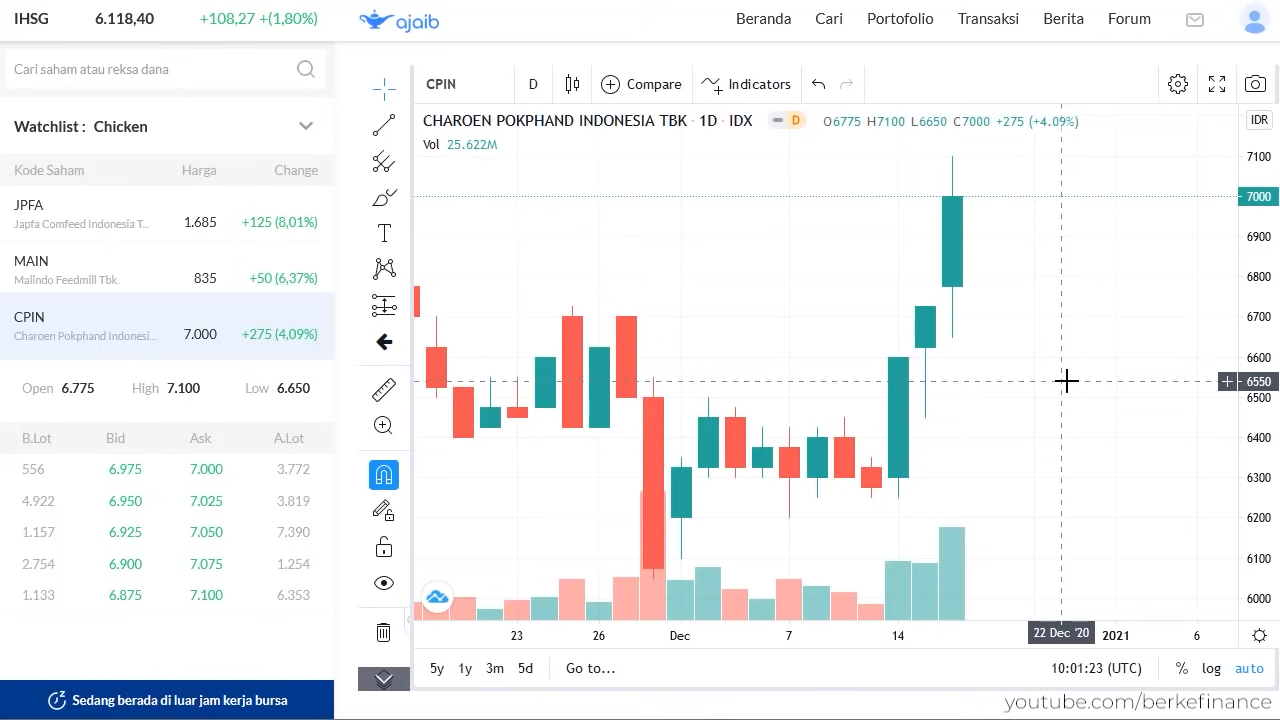 IHSG 6.118,40 +108,27 +(1,80%)
ajaib
Beranda Cari Portofolio Transaksi Berita Forum
Cari saham atau reksa dana
Watchlist : Chicken
Kode Saham Harga Change
JPFA
Japfa Comfeed Indonesia T...
1.685 +125 (8,01%)
MAIN
Malindo Feedmill Tbk.
835 +50 (6,37%)
CPIN
Charoen Pokphand Indonesi...
7.000 +275 (4,09%)
Open 6.775 High 7.100 Low 6.650
B.Lot Bid Ask A.Lot
556 6.975 7.000 3.772
4.922 6.950 7.025 3.819
1.157 6.925 7.050 7.390
2.754 6.900 7.075 1.254
1.133 6.875 7.100 6.353
Sedang berada di luar jam kerja bursa
CPIN D Compare Indicators
CHAROEN POKPHAND INDONESIA TBK · 1D · IDX D O6775 H7100 L6650 C7000 +275 (+4.09%)
Vol 25.622M
T
IDR
7100
7000
6900
6800
6700
6600
6550
6500
6400
6300
6200
6100
6000
23 26 Dec 7 14 22 Dec '20 2021 6
5y 1y 3m 5d Go to... 10:01:23 (UTC) % log auto
youtube.com/berkefinance